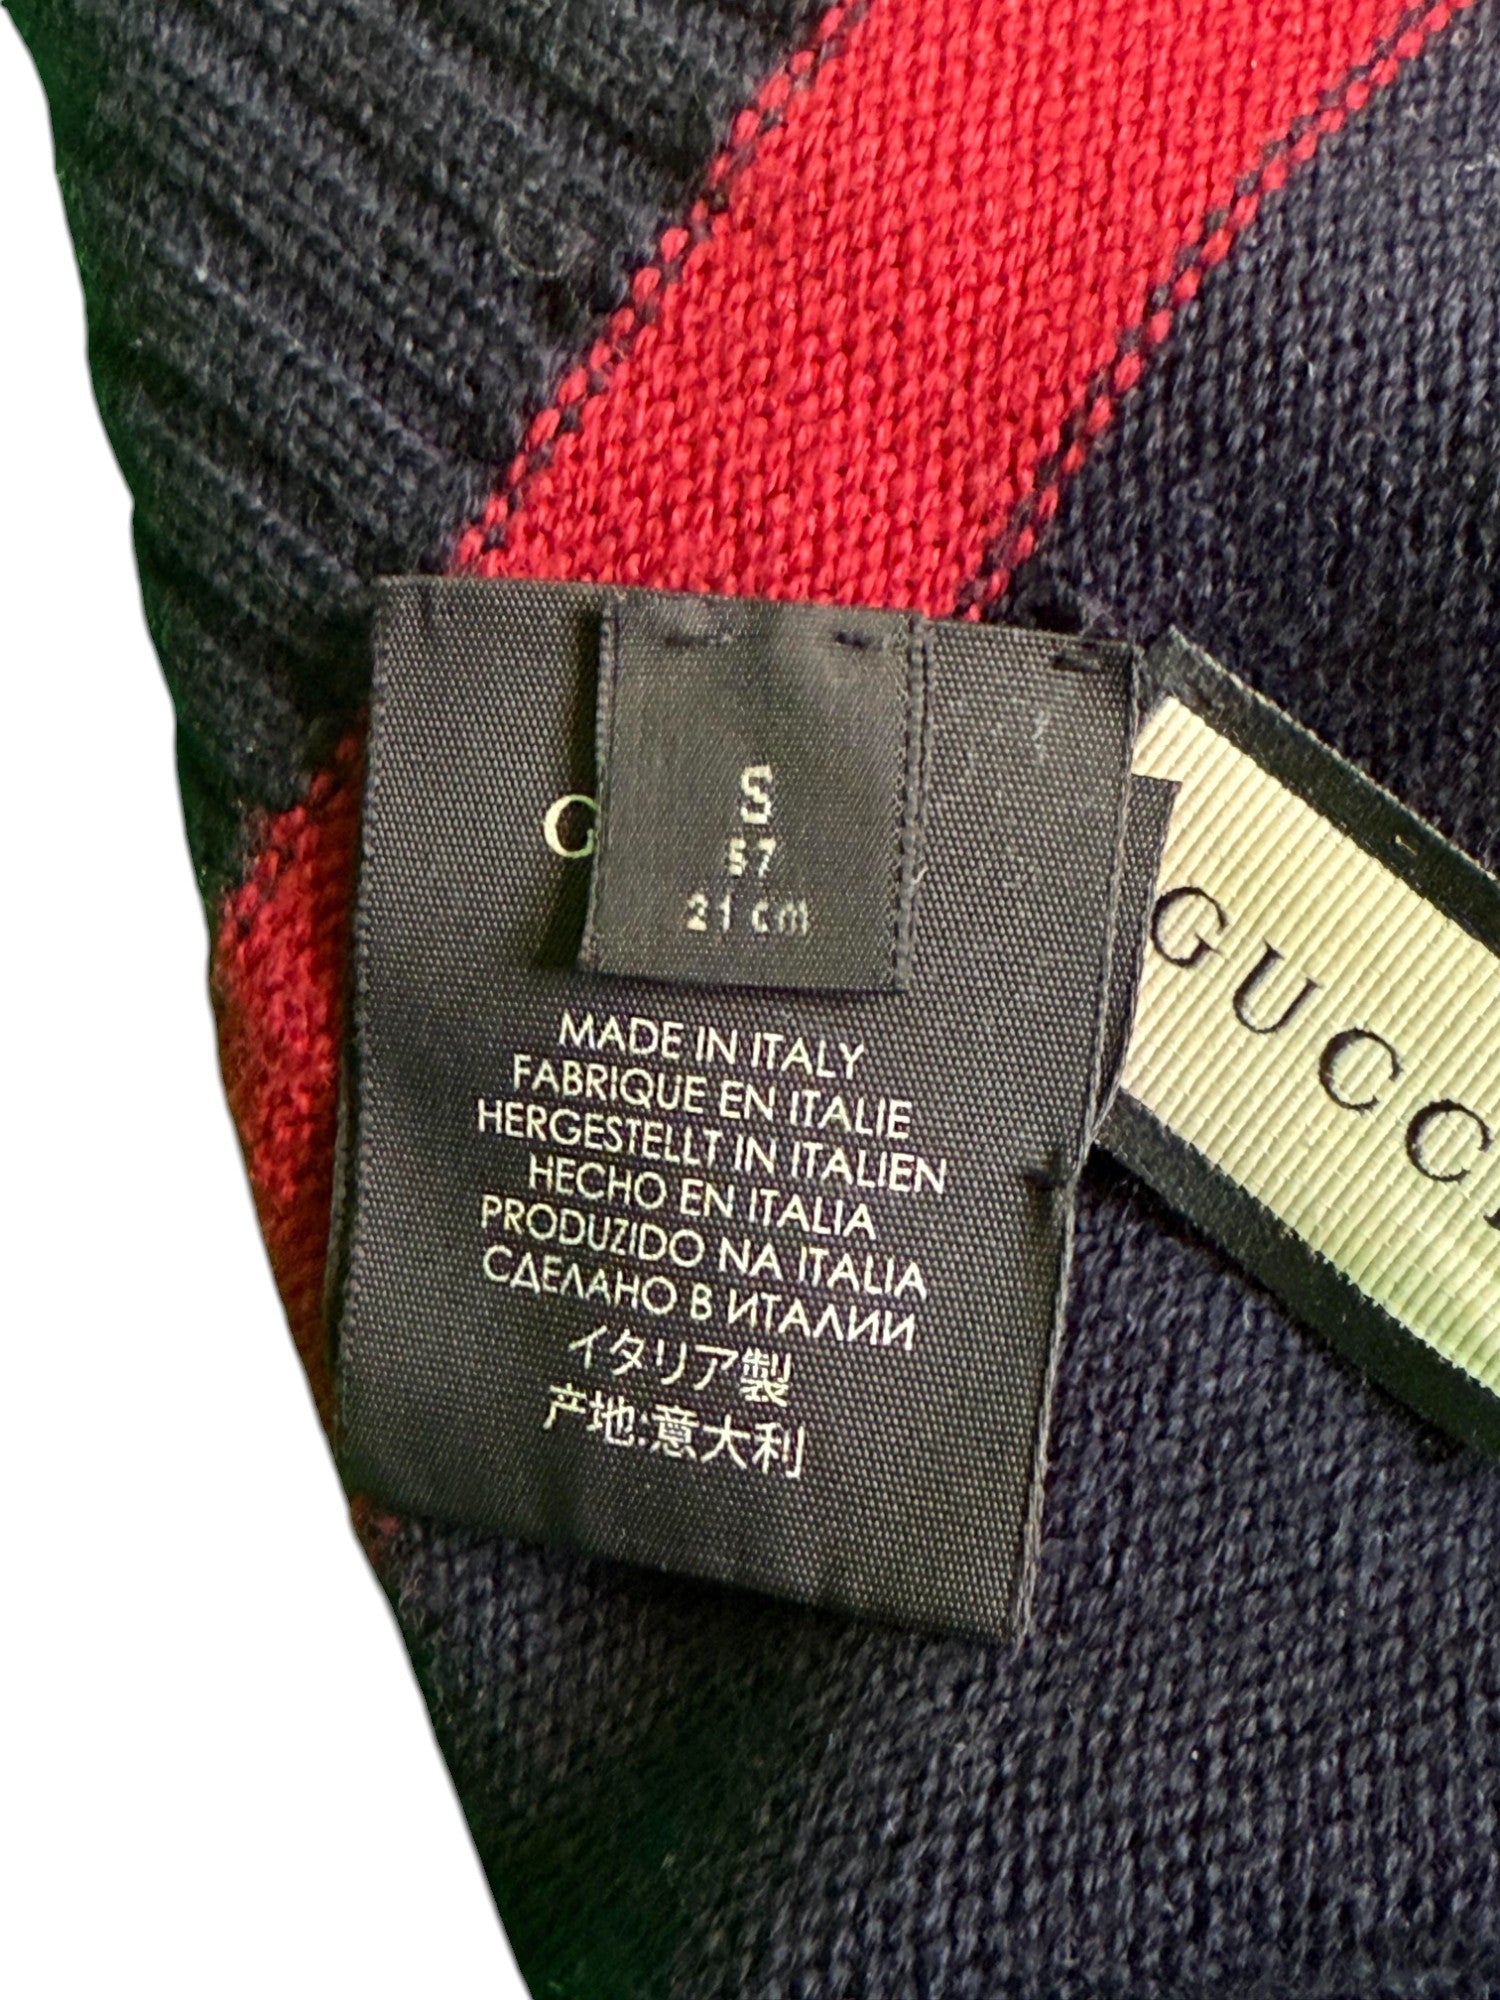 S
57
21 cm
G
MADE IN ITALY
FABRIQUE EN ITALIE
HERGESTELLT IN ITALIEN
HECHO EN ITALIA
PRODUZIDO NA ITALIA
СДЕЛАНО В ИТАЛИИ
イタリア製
产地:意大利
GUCCI